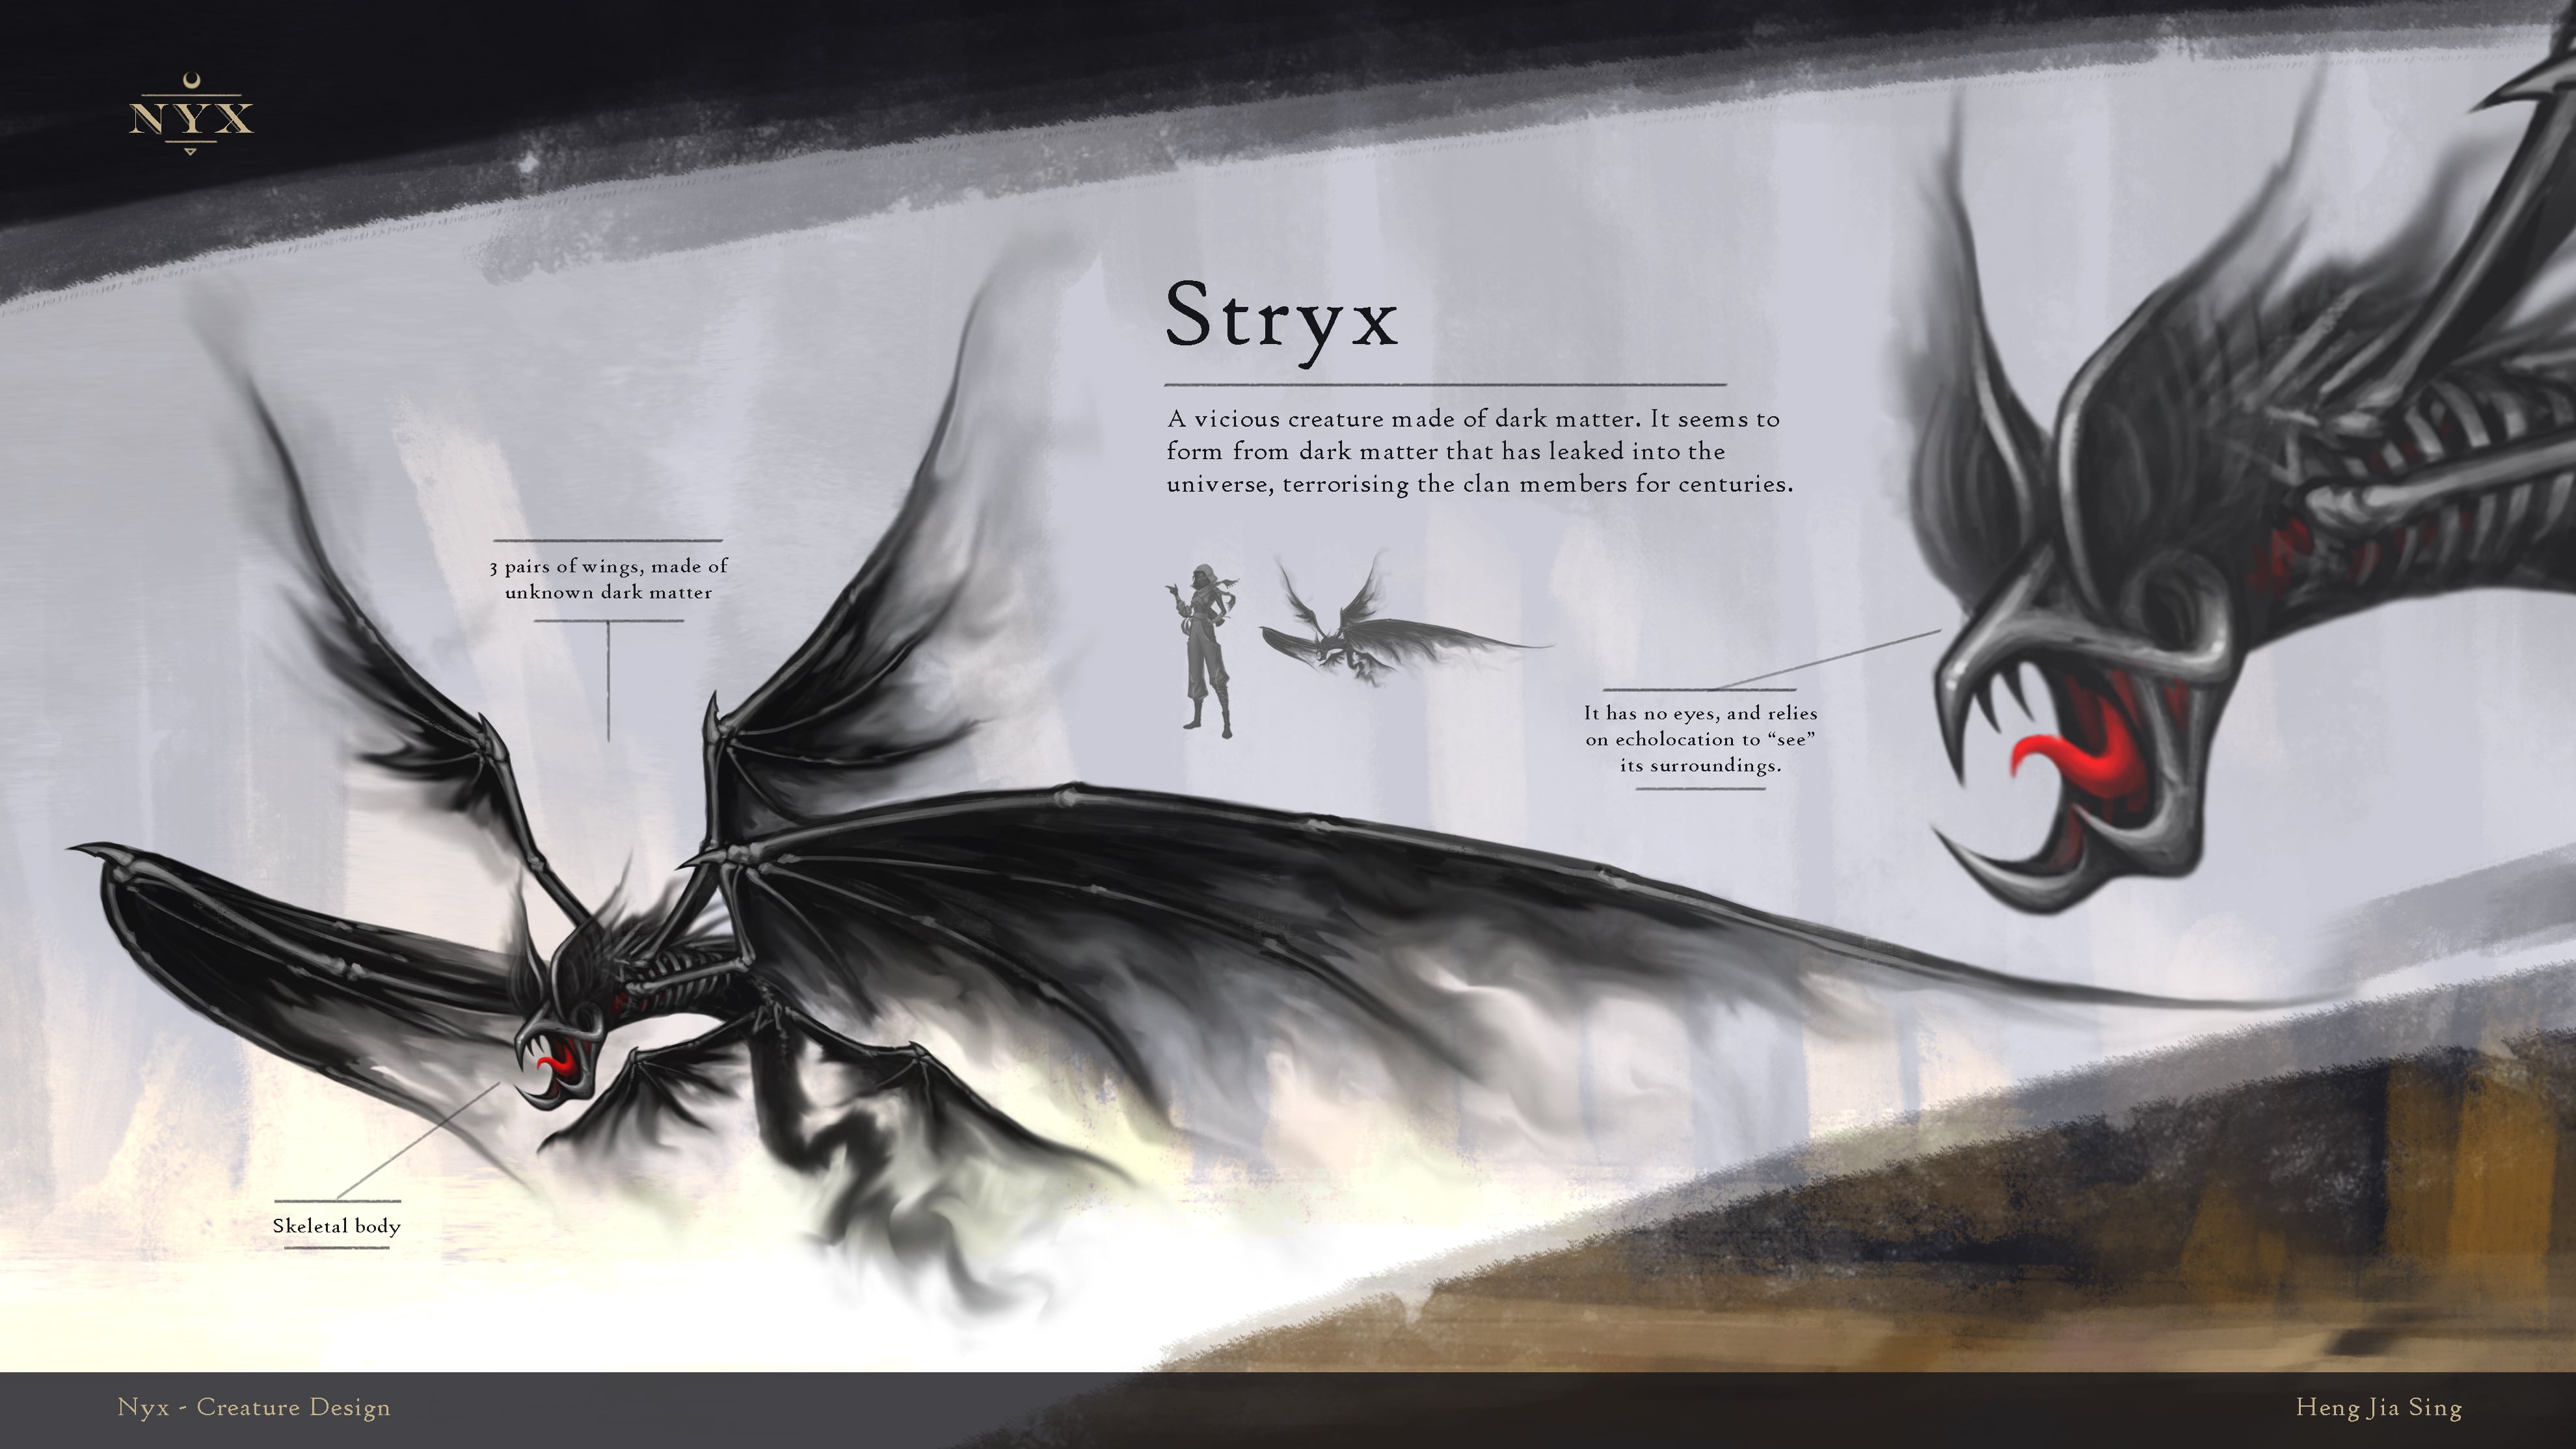 NYX
Stryx
A vicious creature made of dark matter. It seems to
form from dark matter that has leaked into the
universe, terrorising the clan members for centuries.
3 pairs of wings, made of
unknown dark matter
It has no eyes, and relies
on echolocation to “see”
its surroundings.
Skeletal body
Nyx - Creature Design
Heng Jia Sing